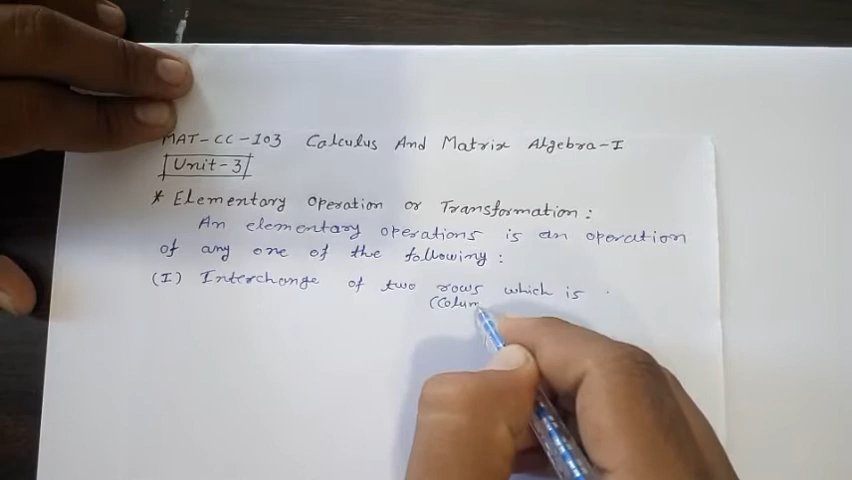 MAT-CC-103 Calculus And Matrix Algebra-I
Unit-3
* Elementary Operation or Transformation:
An elementary operations is an operation
of any one of the following:
(I) Interchange of two rows which is
(Colum